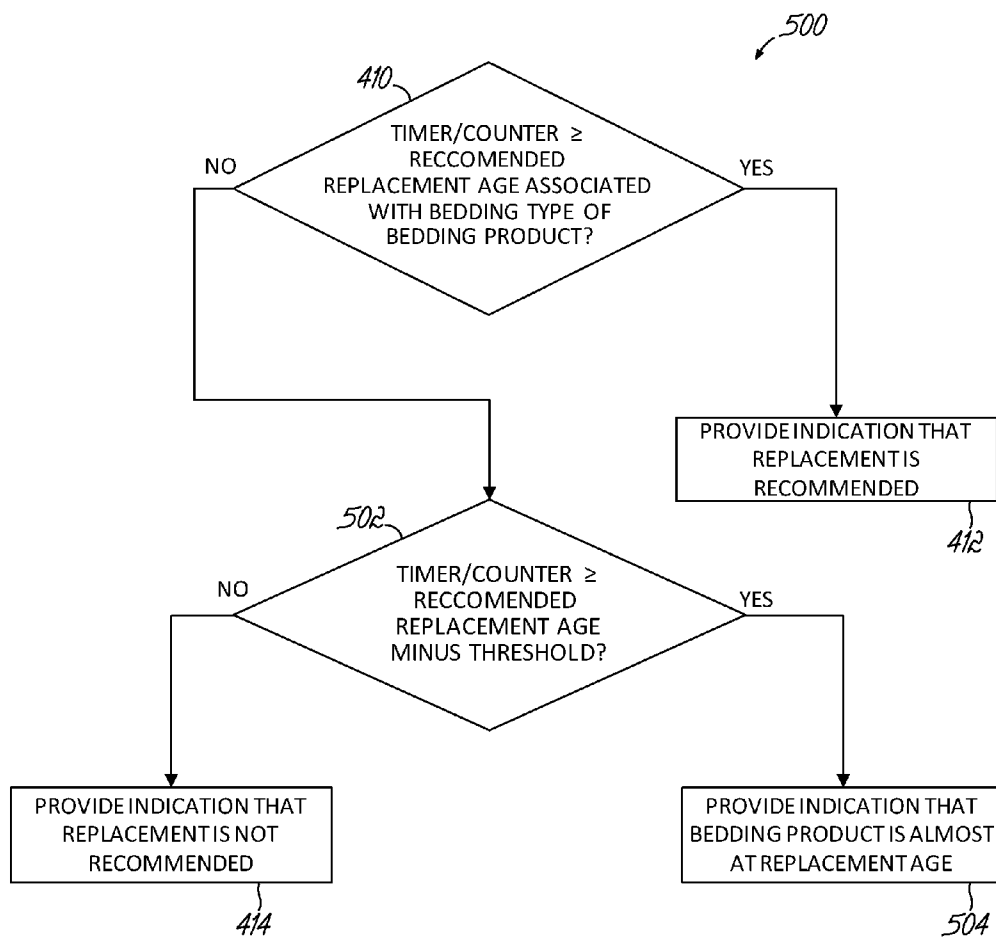 500
410
TIMER/COUNTER ≥
RECCOMENDED
REPLACEMENT AGE ASSOCIATED
WITH BEDDING TYPE OF
BEDDING PRODUCT?
NO
YES
PROVIDE INDICATION THAT
REPLACEMENT IS
RECOMMENDED
412
502
TIMER/COUNTER ≥
RECCOMENDED
REPLACEMENT AGE
MINUS THRESHOLD?
NO
YES
PROVIDE INDICATION THAT
REPLACEMENT IS NOT
RECOMMENDED
414
PROVIDE INDICATION THAT
BEDDING PRODUCT IS ALMOST
AT REPLACEMENT AGE
504